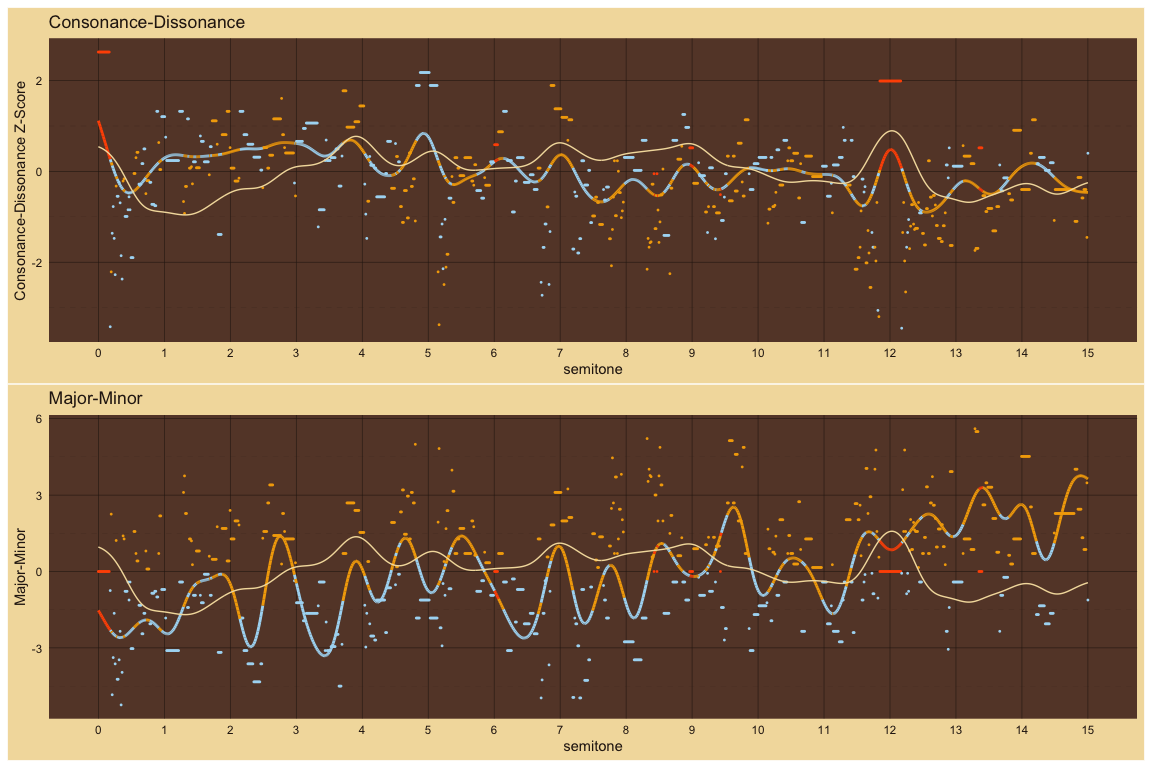 Consonance-Dissonance
Consonance-Dissonance Z-Score
2
0
-2
0 1 2 3 4 5 6 7 8 9 10 11 12 13 14 15
semitone
Major-Minor
Major-Minor
6
3
0
-3
0 1 2 3 4 5 6 7 8 9 10 11 12 13 14 15
semitone